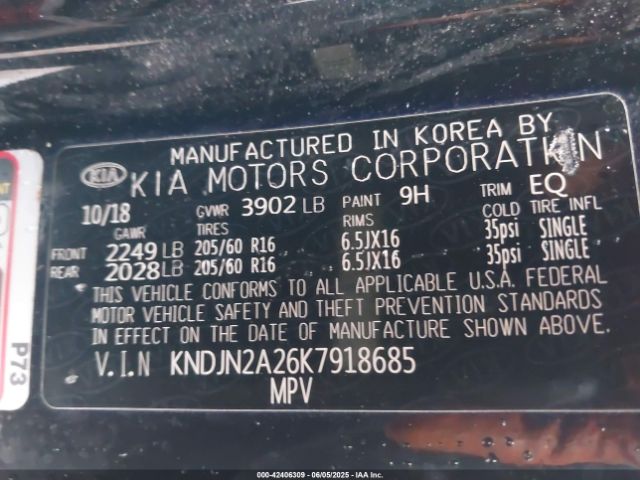 MANUFACTURED IN KOREA BY
KIA KIA MOTORS CORPORATION
10/18 GVWR 3902 LB PAINT 9H TRIM EQ
GAWR TIRES RIMS COLD TIRE INFL
FRONT 2249 LB 205/60 R16 6.5JX16 35psi SINGLE
REAR 2028 LB 205/60 R16 6.5JX16 35psi SINGLE
THIS VEHICLE CONFORMS TO ALL APPLICABLE U.S.A. FEDERAL
MOTOR VEHICLE SAFETY AND THEFT PREVENTION STANDARDS
IN EFFECT ON THE DATE OF MANUFACTURE SHOWN ABOVE.
V.I.N KNDJN2A26K7918685
MPV
P73
000-42406309 - 06/05/2025 - IAA Inc.